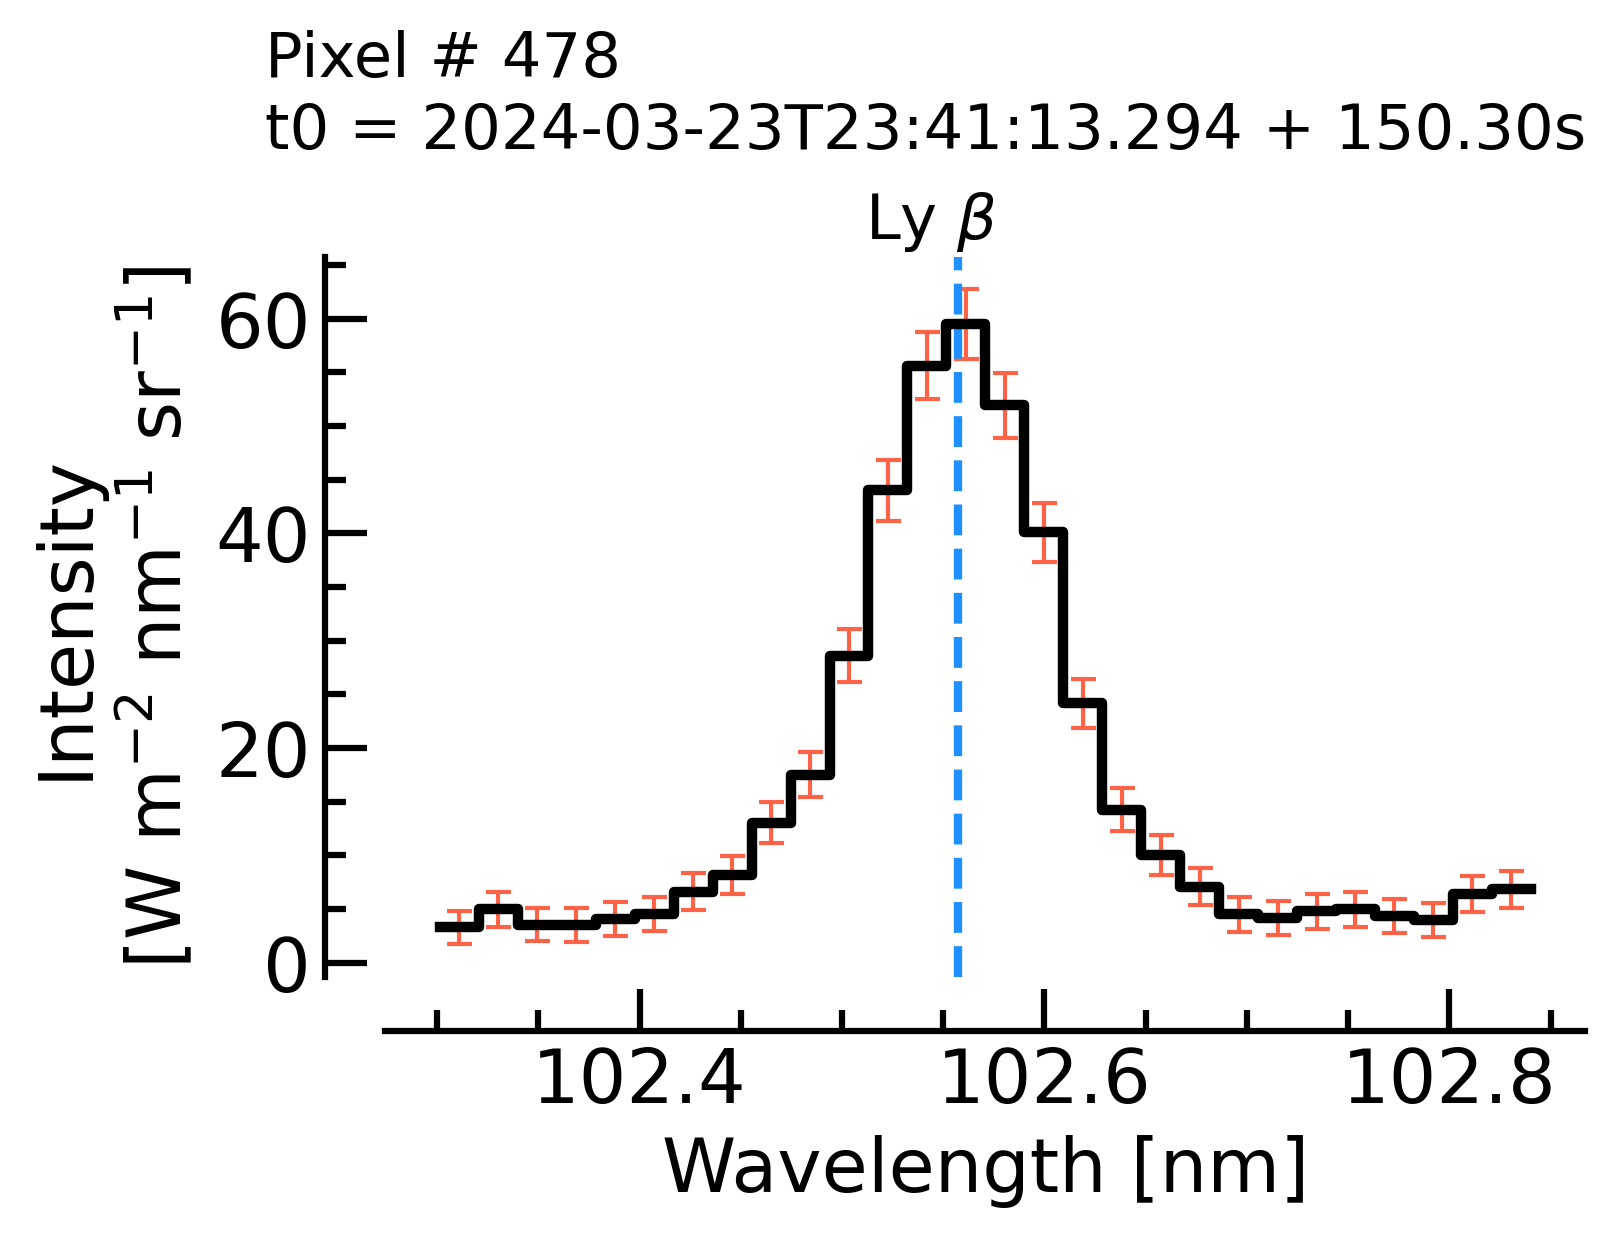 Pixel # 478
t0 = 2024-03-23T23:41:13.294 + 150.30s
Ly β
Intensity
[W m⁻² nm⁻¹ sr⁻¹]
60
40
20
0
102.4 102.6 102.8
Wavelength [nm]